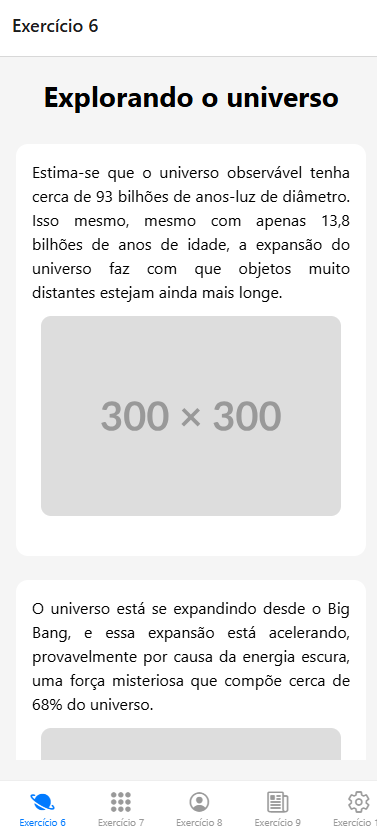 Exercício 6
Explorando o universo
Estima-se que o universo observável tenha
cerca de 93 bilhões de anos-luz de diâmetro.
Isso mesmo, mesmo com apenas 13,8
bilhões de anos de idade, a expansão do
universo faz com que objetos muito
distantes estejam ainda mais longe.
300 × 300
O universo está se expandindo desde o Big
Bang, e essa expansão está acelerando,
provavelmente por causa da energia escura,
uma força misteriosa que compõe cerca de
68% do universo.
Exercício 6
Exercício 7
Exercício 8
Exercício 9
Exercício 1